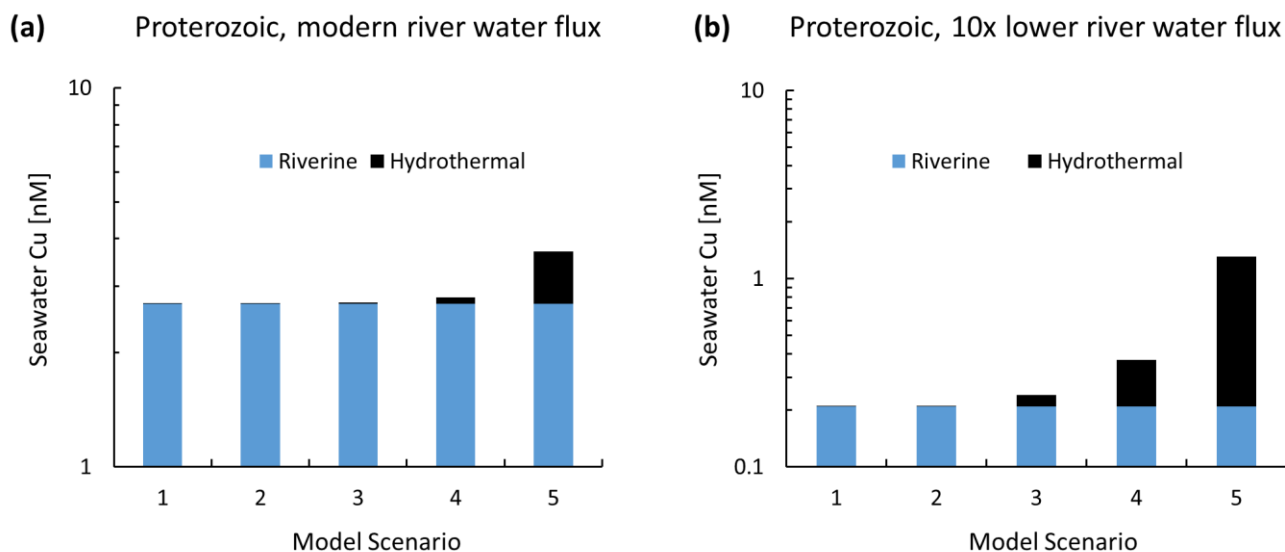 (a) Proterozoic, modern river water flux
10
Riverine Hydrothermal
Seawater Cu [nM]
1
1 2 3 4 5
Model Scenario
(b) Proterozoic, 10x lower river water flux
10
Riverine Hydrothermal
Seawater Cu [nM]
1
0.1
1 2 3 4 5
Model Scenario